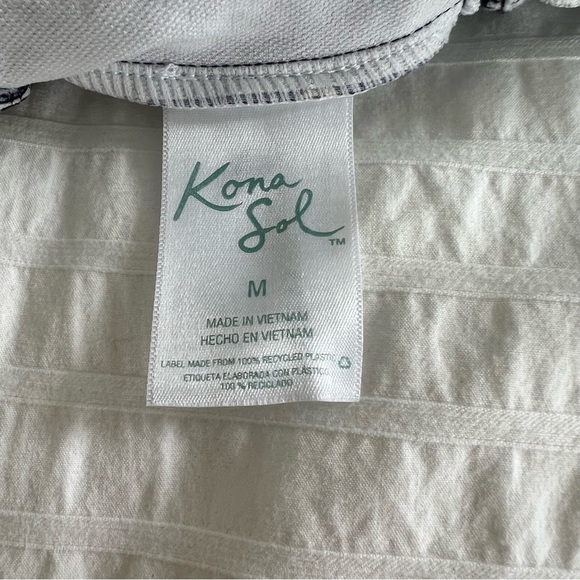 Kona
Sol™
M
MADE IN VIETNAM
HECHO EN VIETNAM
LABEL MADE FROM 100% RECYCLED PLASTIC
ETIQUETA ELABORADA CON PLÁSTICO
100 % RECICLADO